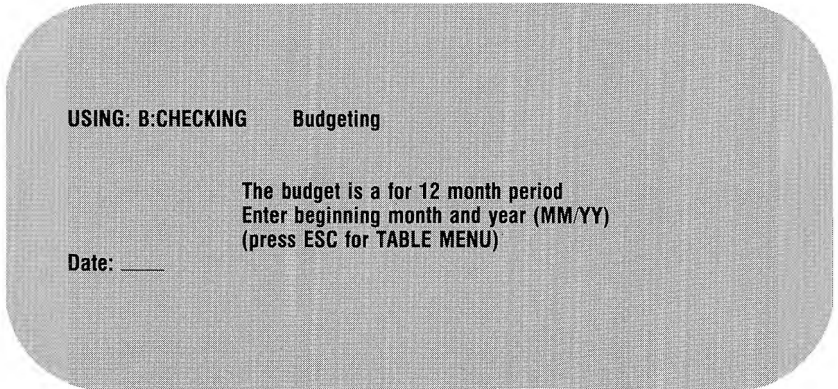 USING: B:CHECKING Budgeting
The budget is a for 12 month period
Enter beginning month and year (MM/YY)
(press ESC for TABLE MENU)
Date: ____